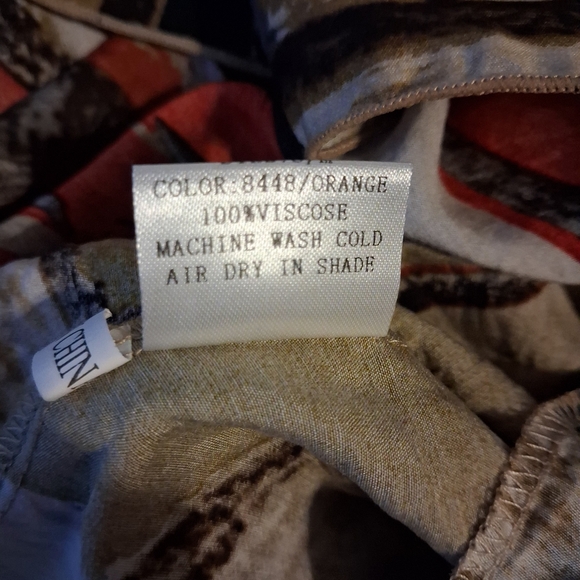 COLOR:8448/ORANGE
100%VISCOSE
MACHINE WASH COLD
AIR DRY IN SHADE